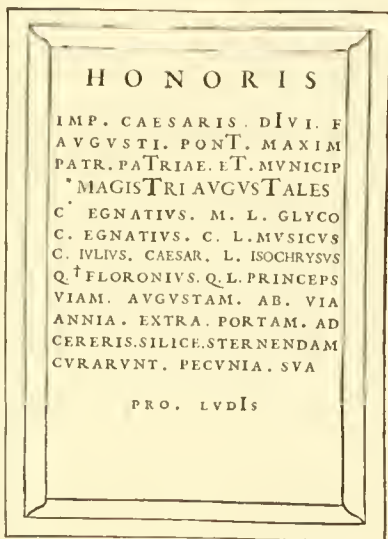 HONORIS
IMP. CAESARIS. DIVI. F
AVGVSTI. PONT. MAXIM
PATR. PATRIAE. ET. MVNICIP
MAGISTRI AVGVSTALES
C EGNATIVS. M. L. GLYCO
C. EGNATIVS. C. L. MVSICVS
C. IVLIVS. CAESAR. L. ISOCHRYSVS
Q. † FLORONIVS. Q. L. PRINCEPS
VIAM. AVGVSTAM. AB. VIA
ANNIA. EXTRA. PORTAM. AD
CERERIS. SILICE. STERNENDAM
CVRARVNT. PECVNIA. SVA
PRO. LVDIS